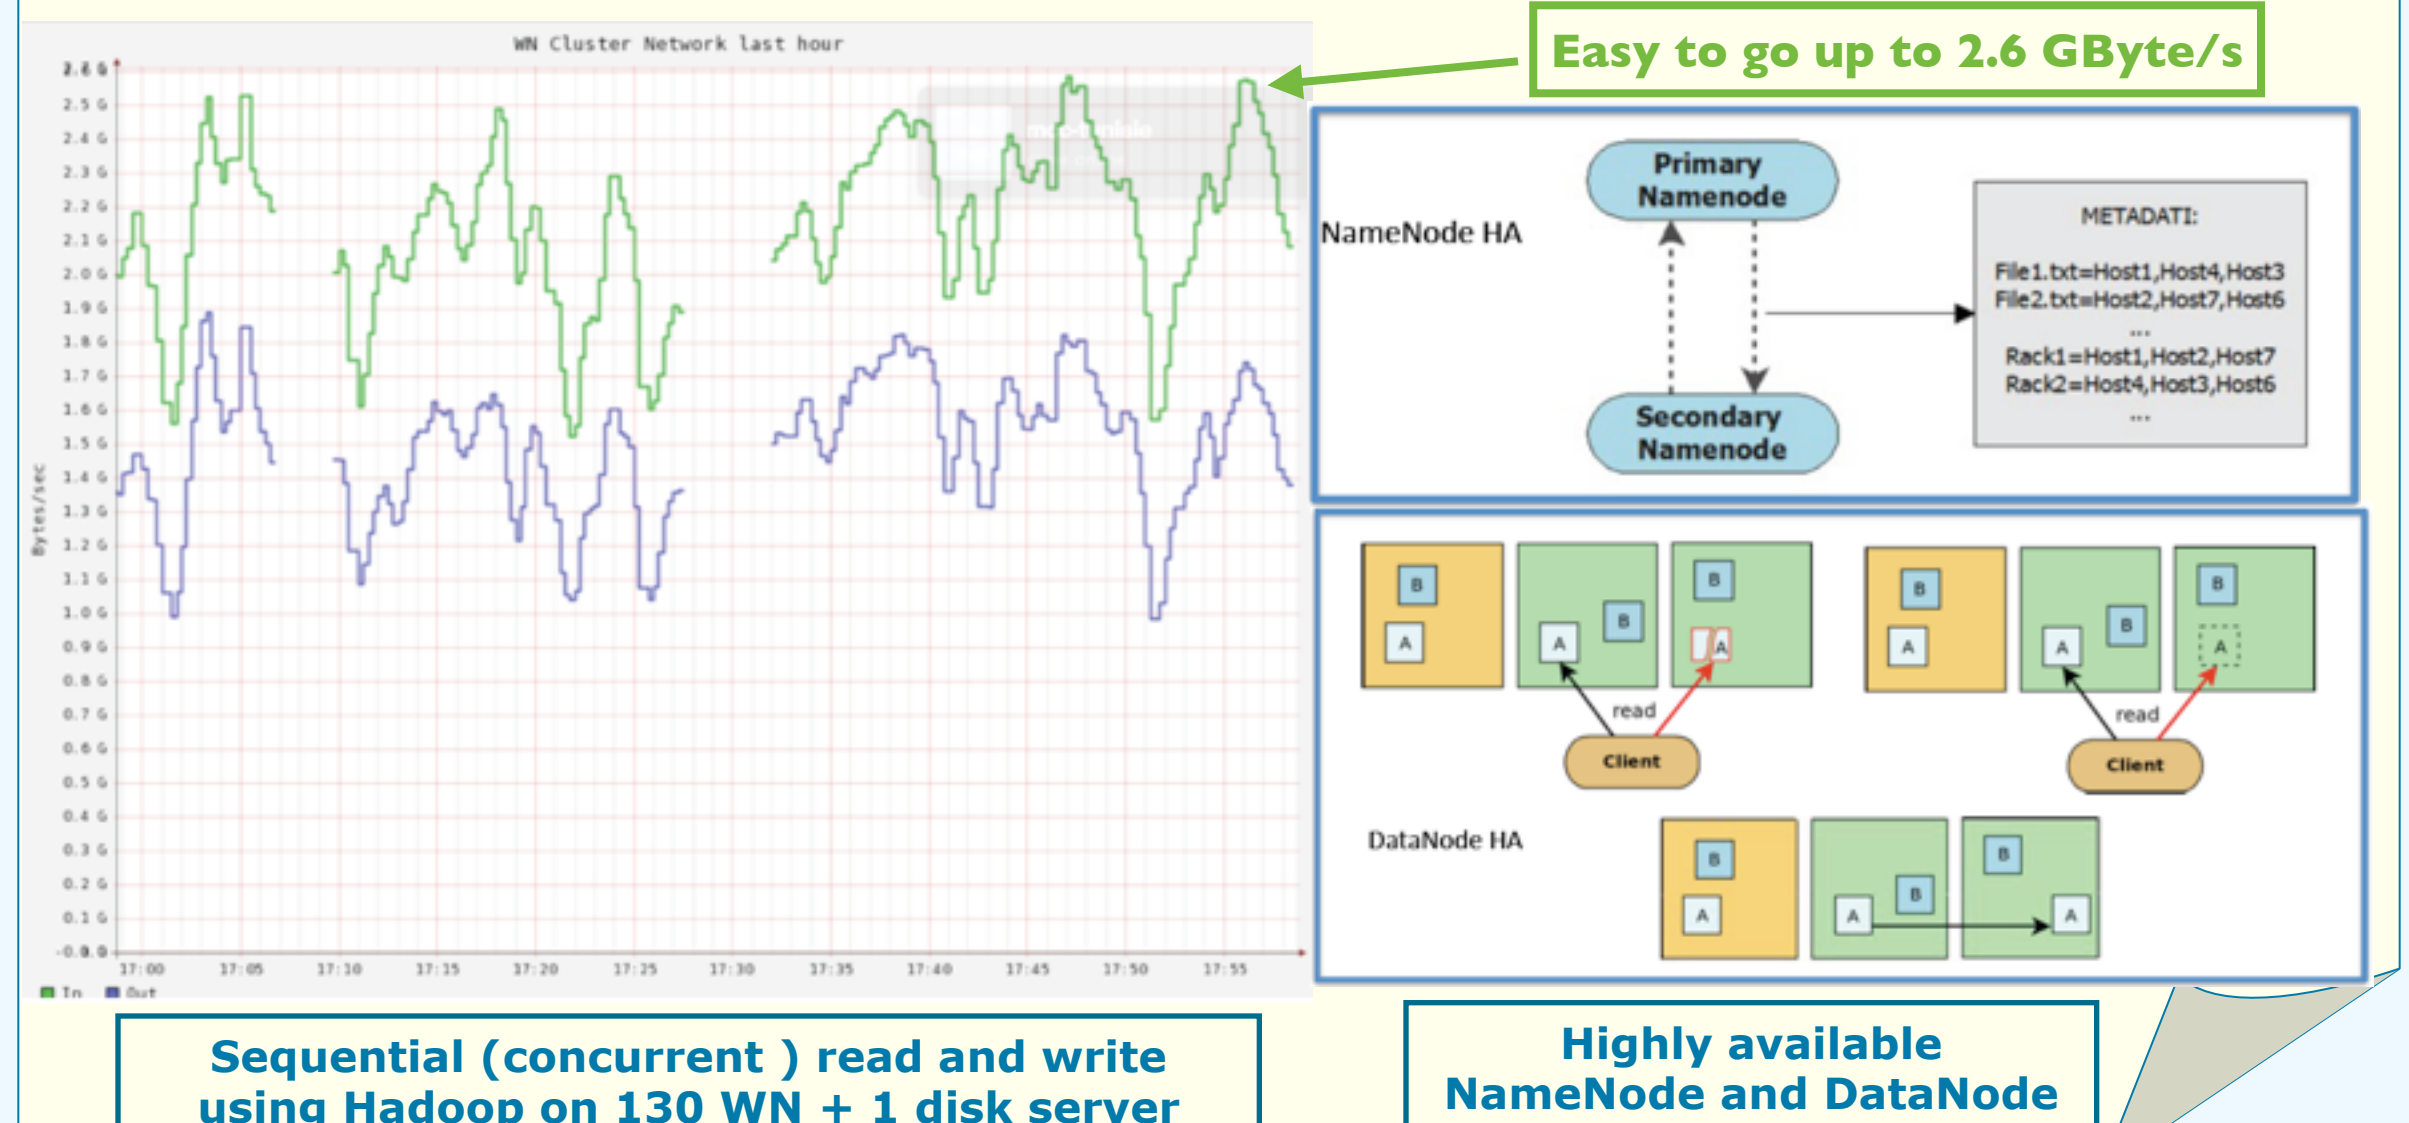 WN Cluster Network last hour
Easy to go up to 2.6 GByte/s
Bytes/sec
2.5 G
2.4 G
2.3 G
2.2 G
2.1 G
2.0 G
1.9 G
1.8 G
1.7 G
1.6 G
1.5 G
1.4 G
1.3 G
1.2 G
1.1 G
1.0 G
0.9 G
0.8 G
0.7 G
0.6 G
0.5 G
0.4 G
0.3 G
0.2 G
0.1 G
17:00 17:05 17:10 17:15 17:20 17:25 17:30 17:35 17:40 17:45 17:50 17:55
In Out
NameNode HA
Primary
Namenode
Secondary
Namenode
METADATI:
File1.txt=Host1,Host4,Host3
File2.txt=Host2,Host7,Host6
...
Rack1=Host1,Host2,Host7
Rack2=Host4,Host3,Host6
...
B
A
A
B
B
A
read
Client
B
A
A
B
B
A
read
Client
DataNode HA
B
A
A
B
B
A
Sequential (concurrent ) read and write
using Hadoop on 130 WN + 1 disk server
Highly available
NameNode and DataNode